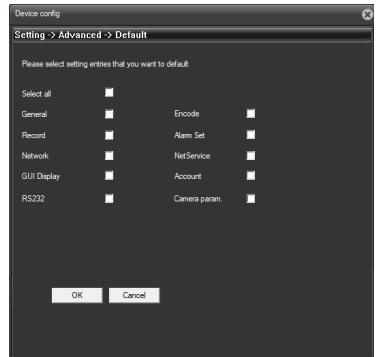 Device config
Setting -> Advanced -> Default
Please select setting entries that you want to default
Select all
General Encode
Record Alarm Set
Network NetService
GUI Display Account
RS232 Camera param.
OK Cancel